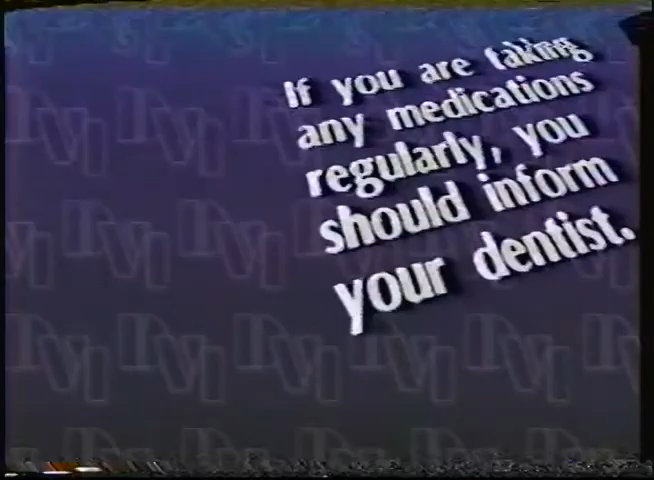 If you are taking
any medications
regularly, you
should inform
your dentist.